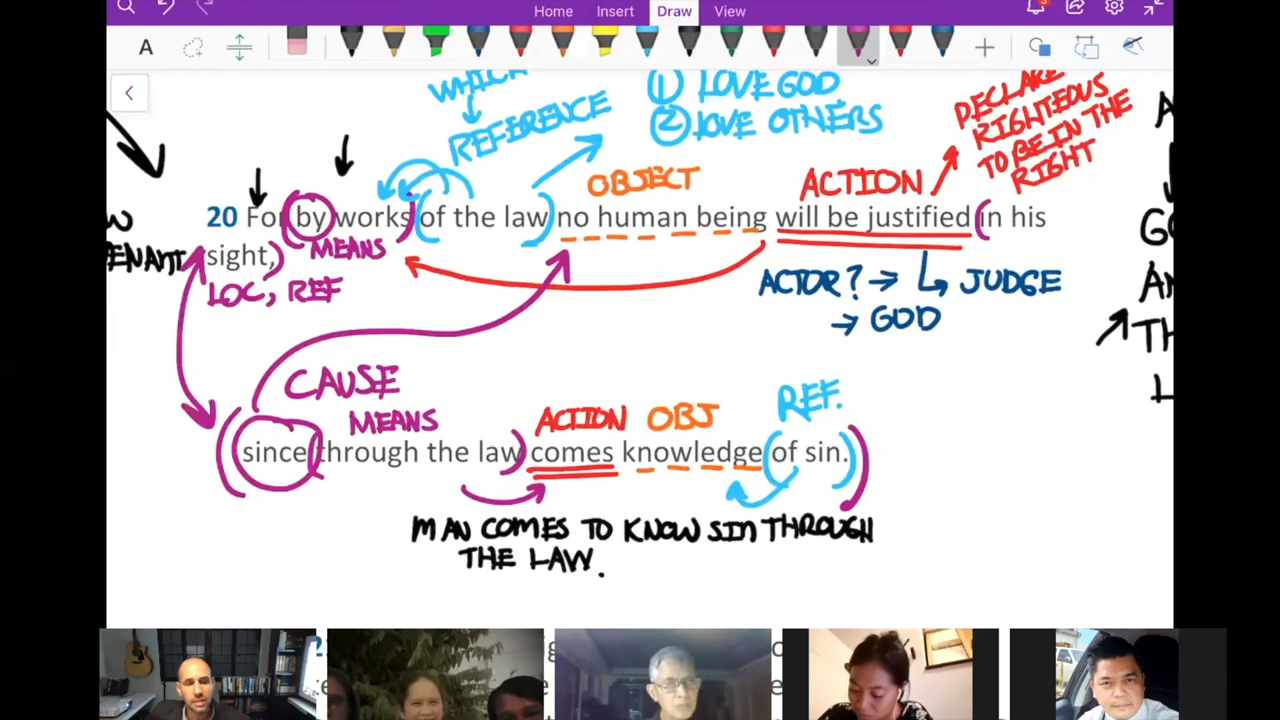 Home Insert Draw View
A
WHICH
REFERENCE
① LOVE GOD
② LOVE OTHERS
DECLARE
RIGHTEOUS
TO BE IN THE
RIGHT
OBJECT
ACTION
20 For by works of the law no human being will be justified in his
sight,
MEANS
LOC, REF
ACTOR? → JUDGE
→ GOD
CAUSE
MEANS
ACTION OBJ
REF.
since through the law comes knowledge of sin.
MAN COMES TO KNOW SIN THROUGH
THE LAW.